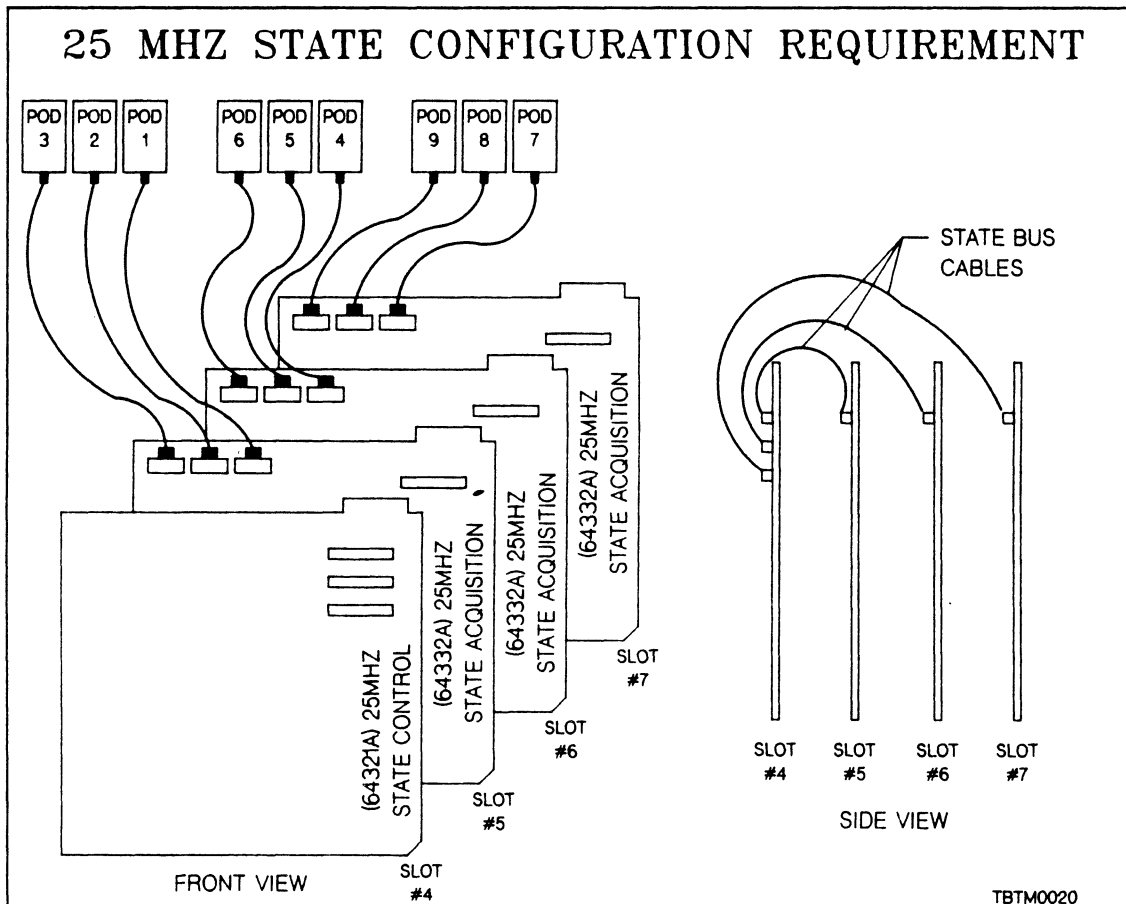 25 MHZ STATE CONFIGURATION REQUIREMENT
POD
3
POD
2
POD
1
POD
6
POD
5
POD
4
POD
9
POD
8
POD
7
STATE BUS
CABLES
(64321A) 25MHZ
STATE CONTROL
(64332A) 25MHZ
STATE ACQUISITION
(64332A) 25MHZ
STATE ACQUISITION
(64332A) 25MHZ
STATE ACQUISITION
SLOT
#7
SLOT
#6
SLOT
#5
SLOT
#4
FRONT VIEW
SLOT
#4
SLOT
#5
SLOT
#6
SLOT
#7
SIDE VIEW
TBTM0020